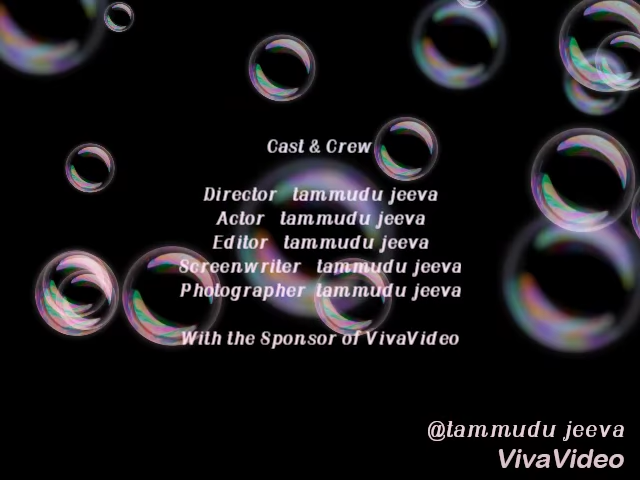 Cast & Crew
Director tammudu jeeva
Actor tammudu jeeva
Editor tammudu jeeva
Screenwriter tammudu jeeva
Photographer tammudu jeeva
With the Sponsor of VivaVideo
@tammudu jeeva
VivaVideo